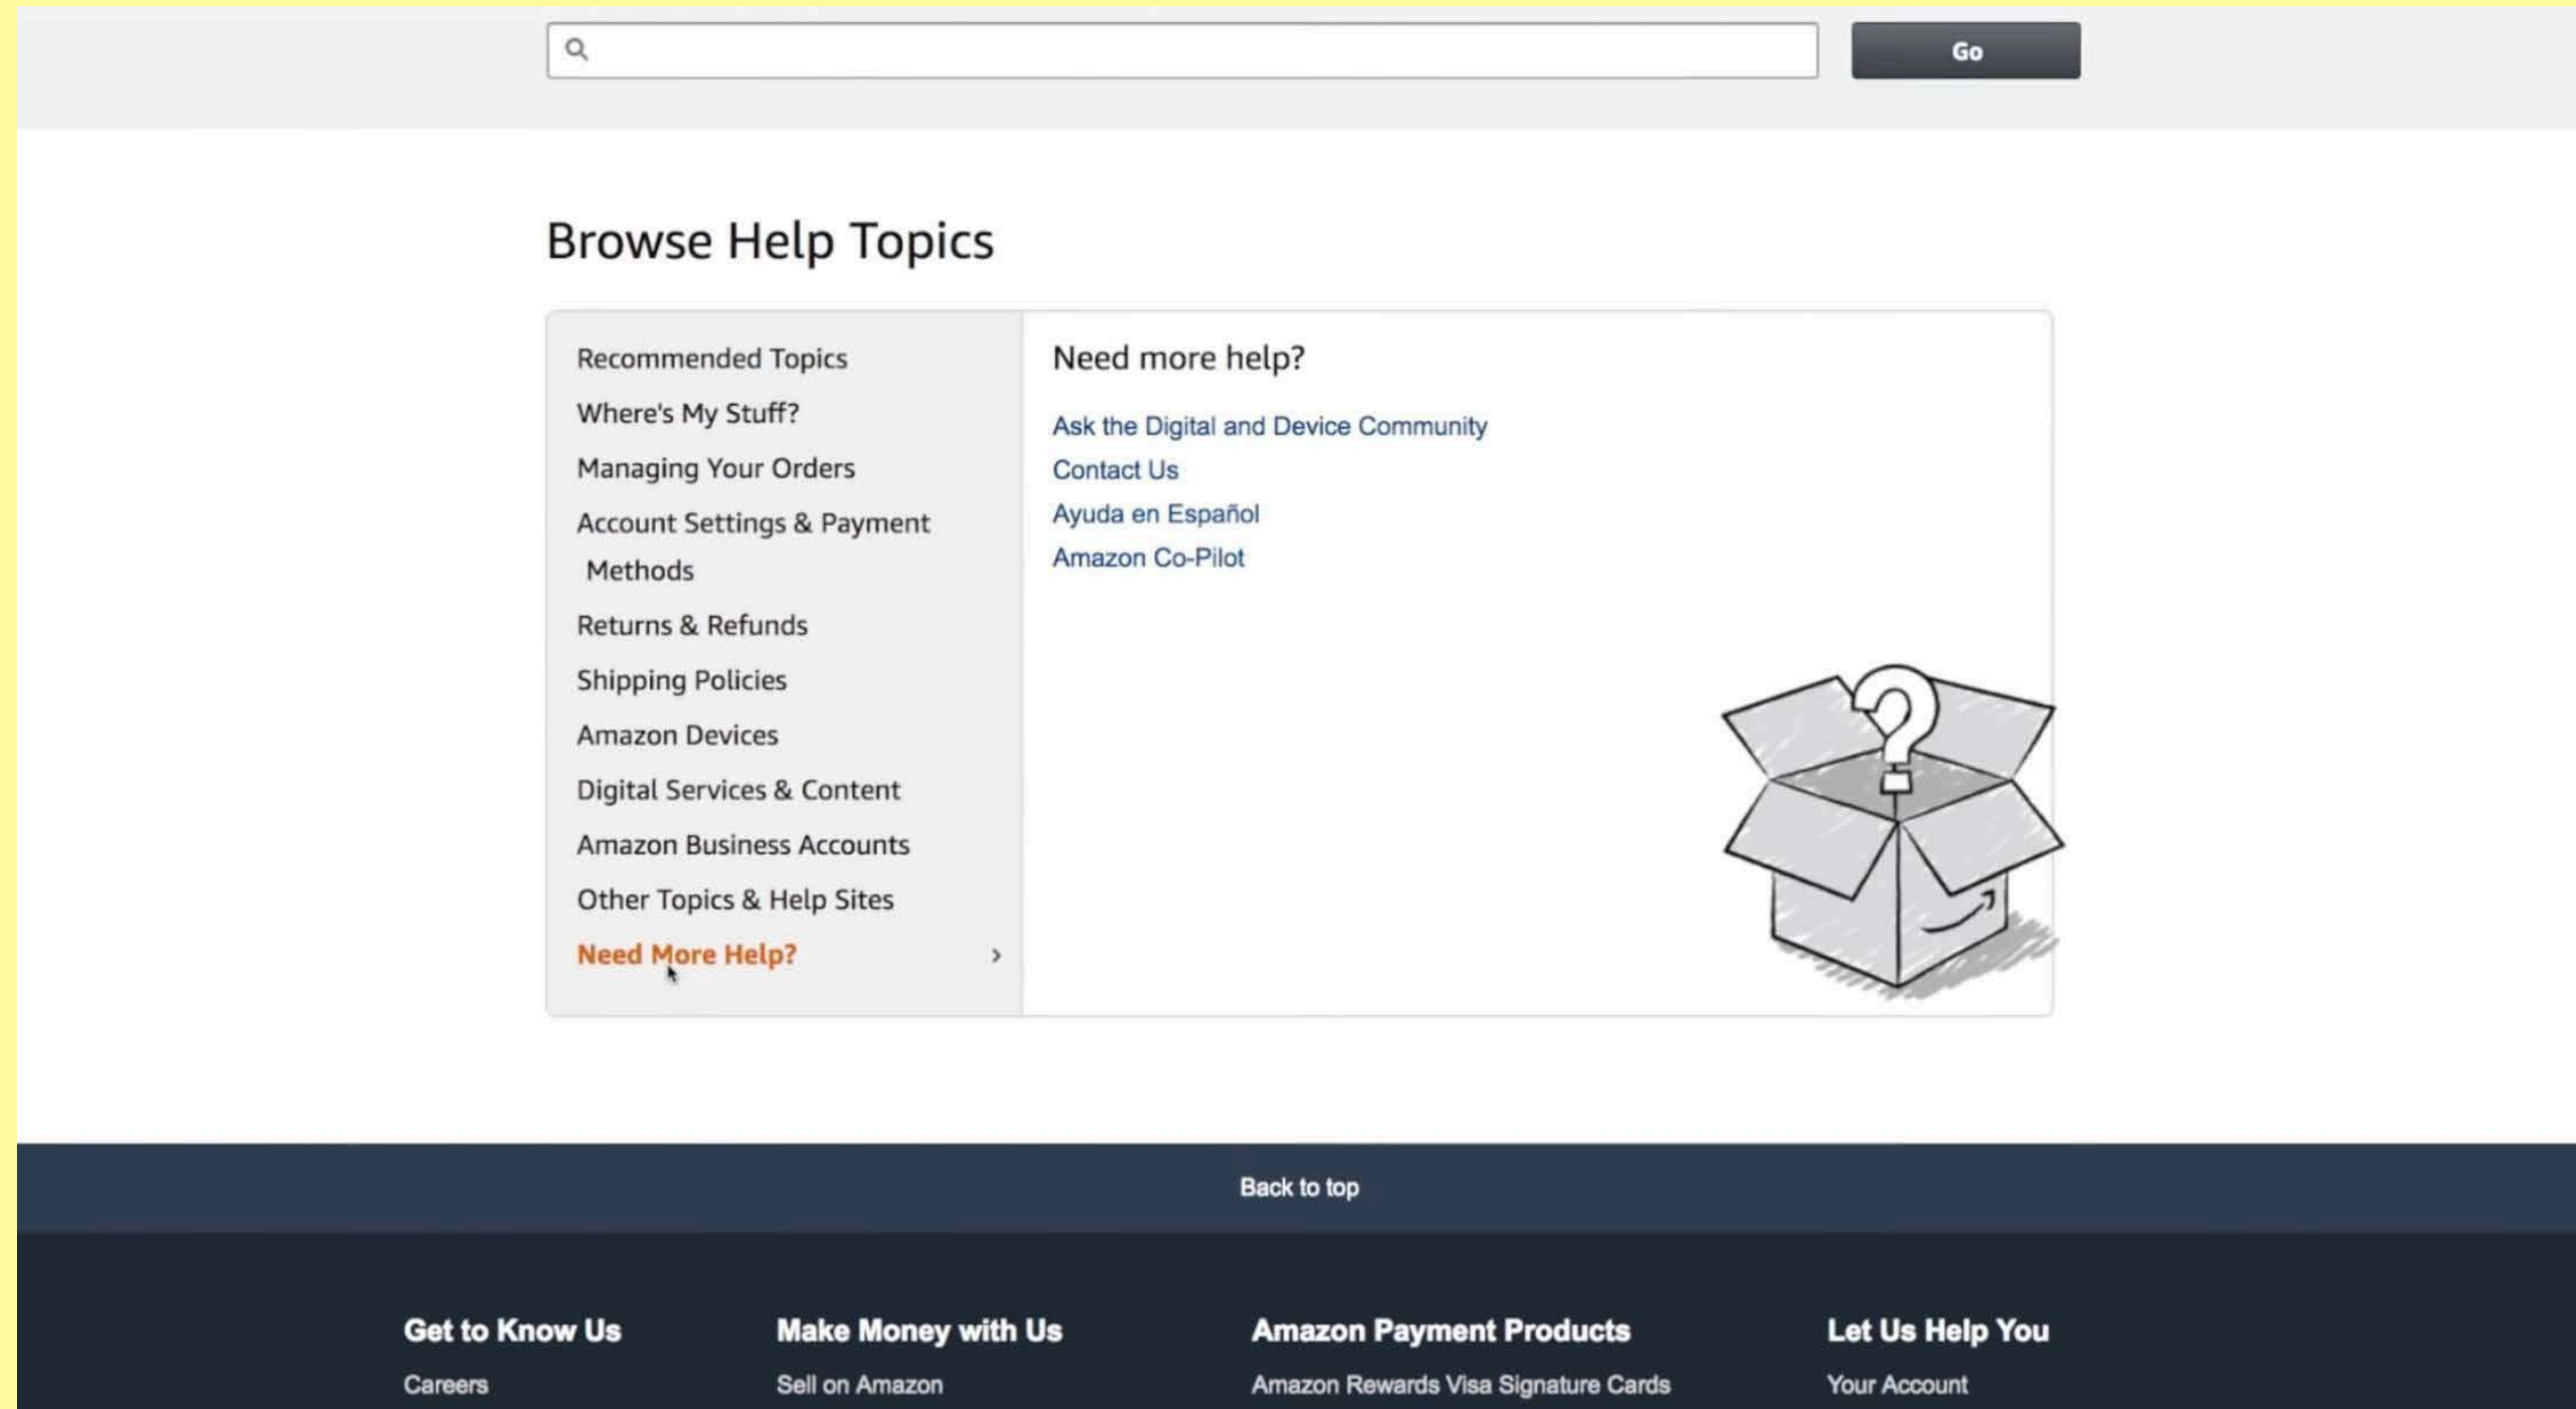 Go
Browse Help Topics
Recommended Topics
Where's My Stuff?
Managing Your Orders
Account Settings & Payment
Methods
Returns & Refunds
Shipping Policies
Amazon Devices
Digital Services & Content
Amazon Business Accounts
Other Topics & Help Sites
Need More Help?
Need more help?
Ask the Digital and Device Community
Contact Us
Ayuda en Español
Amazon Co-Pilot
Back to top
Get to Know Us
Careers
Make Money with Us
Sell on Amazon
Amazon Payment Products
Amazon Rewards Visa Signature Cards
Let Us Help You
Your Account